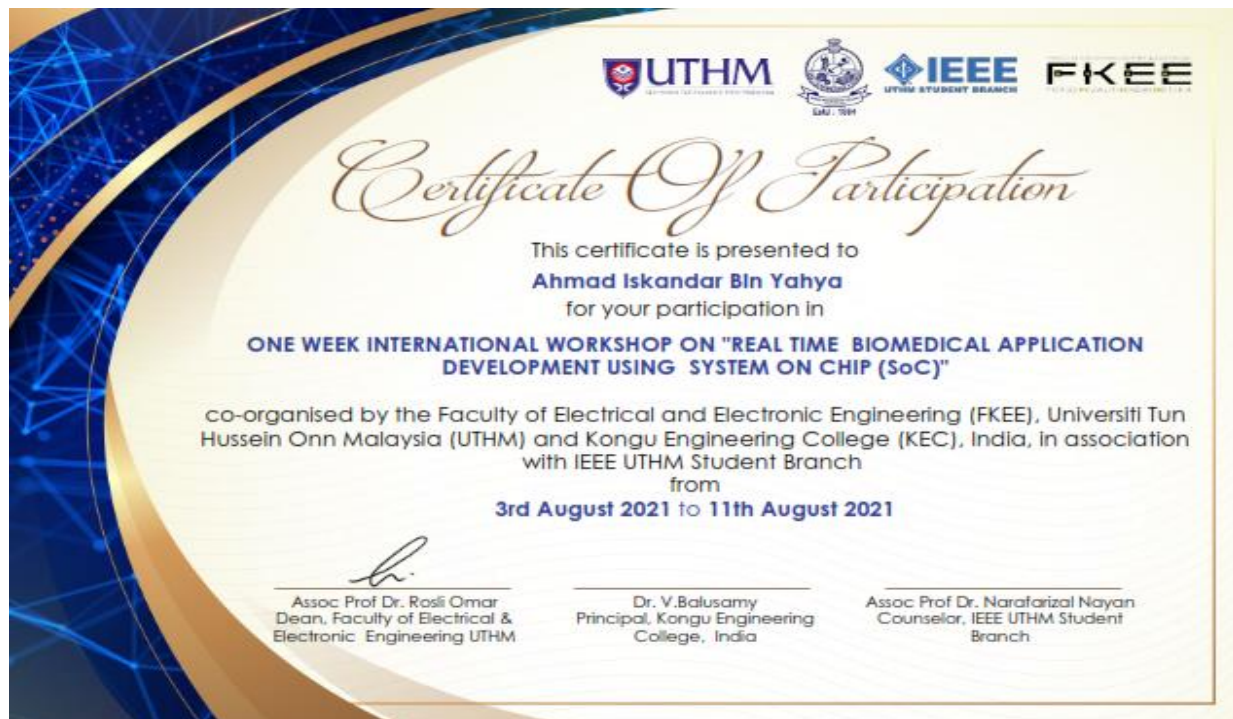 UTHM
IEEE
UTHM STUDENT BRANCH
FKEE
Certificate Of Participation
This certificate is presented to
Ahmad Iskandar BIn Yahya
for your participation in
ONE WEEK INTERNATIONAL WORKSHOP ON "REAL TIME BIOMEDICAL APPLICATION
DEVELOPMENT USING SYSTEM ON CHIP (SoC)"
co-organised by the Faculty of Electrical and Electronic Engineering (FKEE), Universiti Tun
Hussein Onn Malaysia (UTHM) and Kongu Engineering College (KEC), India, in association
with IEEE UTHM Student Branch
from
3rd August 2021 to 11th August 2021
Assoc Prof Dr. Rosli Omar
Dean, Faculty of Electrical &
Electronic Engineering UTHM
Dr. V.Balusamy
Principal, Kongu Engineering
College, India
Assoc Prof Dr. Narafarizal Nayan
Counselor, IEEE UTHM Student
Branch